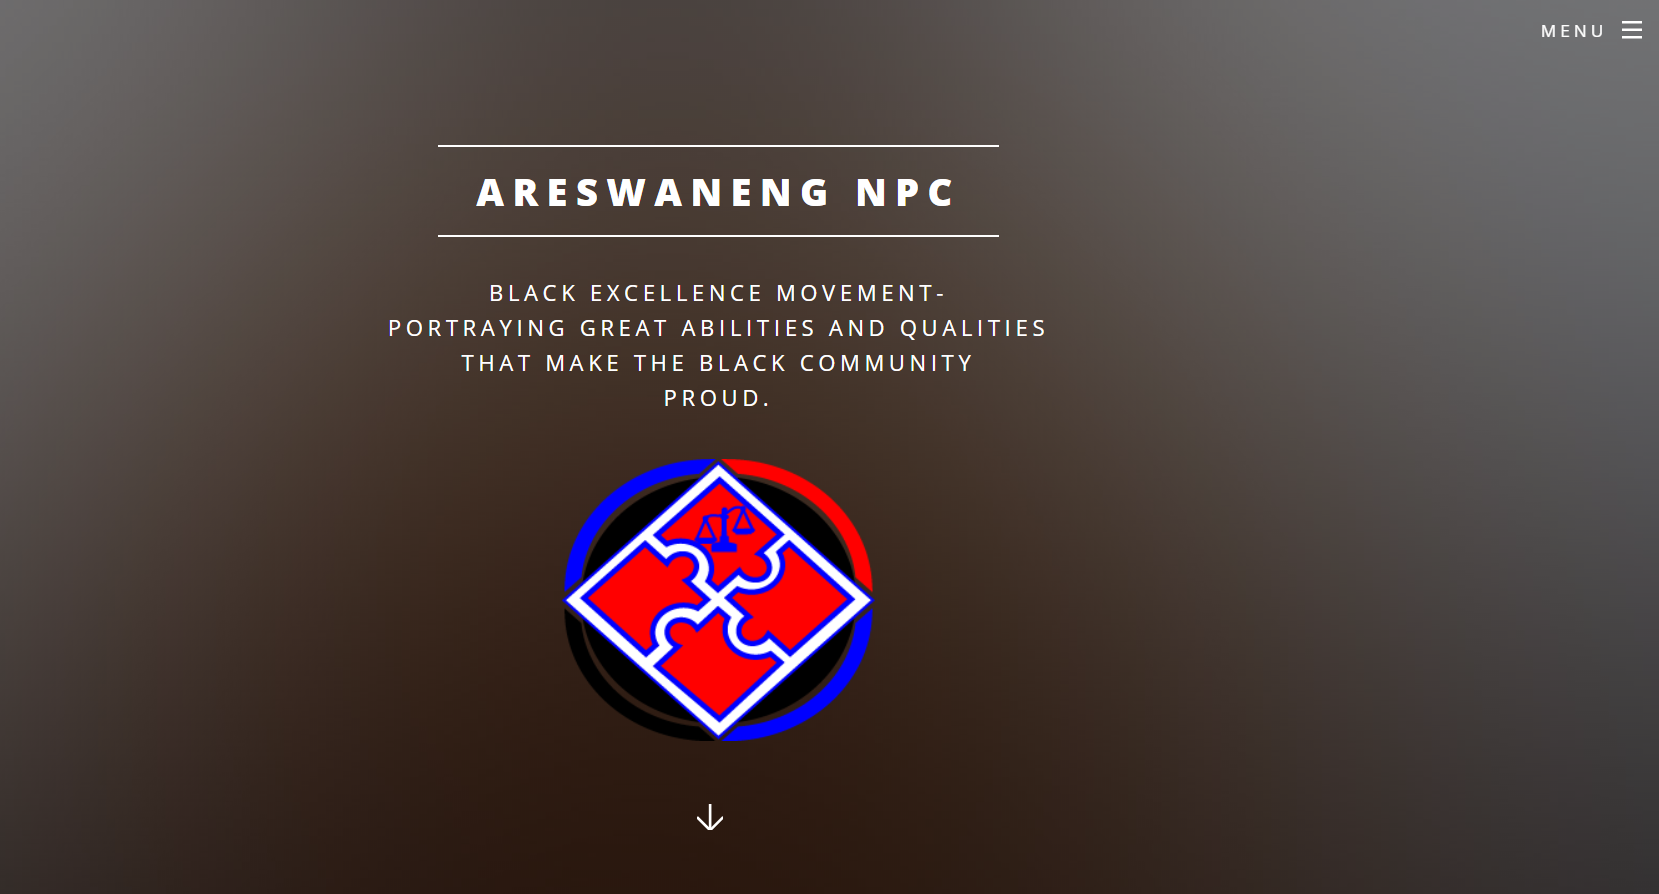 MENU
ARESWANENG NPC
BLACK EXCELLENCE MOVEMENT-
PORTRAYING GREAT ABILITIES AND QUALITIES
THAT MAKE THE BLACK COMMUNITY
PROUD.